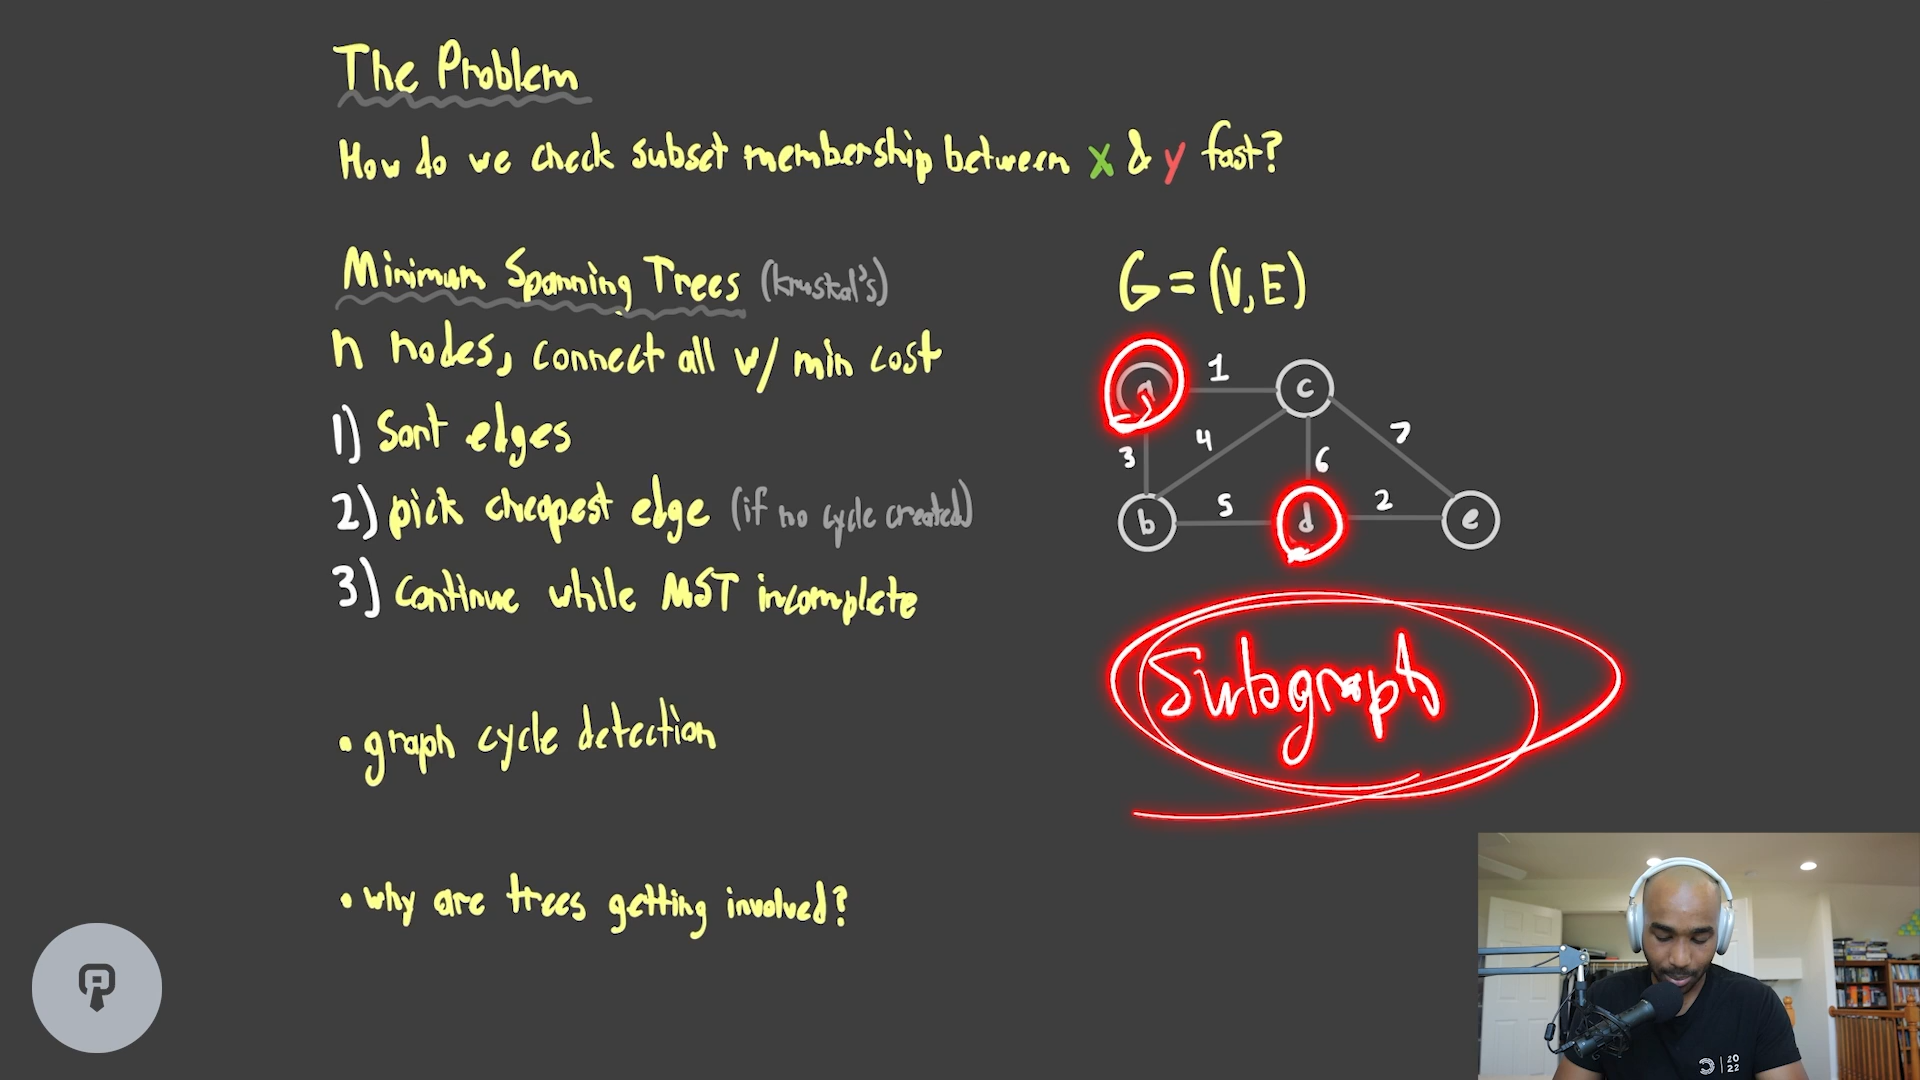 The Problem
How do we check subset membership between x & y fast?
Minimum Spanning Trees (kruskal's)
n nodes, connect all w/ min cost
1) Sort edges
2) pick cheapest edge (if no cycle created)
3) continue while MST incomplete
• graph cycle detection
• why are trees getting involved?
G = (V, E)
a 1 c
3 4 6 7
b 5 d 2 e
Subgraph
20
22